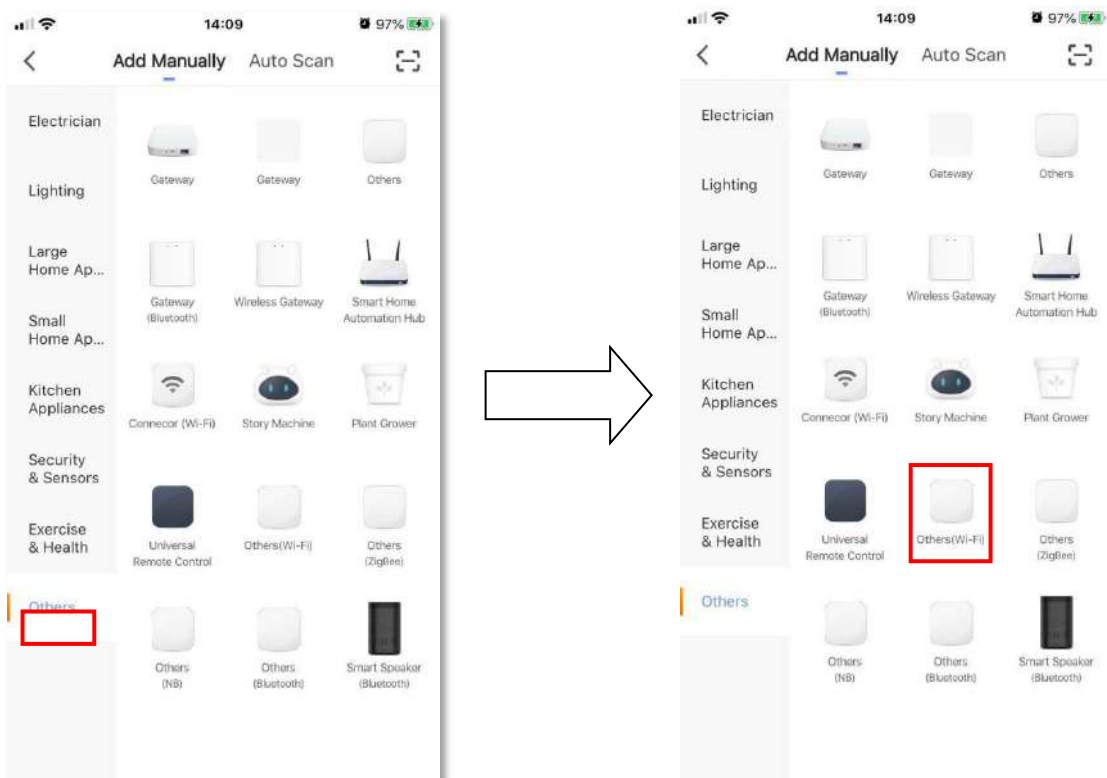 14:09
97%
Add Manually Auto Scan
Electrician
Lighting
Large
Home Ap...
Small
Home Ap...
Kitchen
Appliances
Security
& Sensors
Exercise
& Health
Others
Gateway Gateway Others
Gateway
(Bluetooth)
Wireless Gateway
Smart Home
Automation Hub
Connecor (Wi-Fi) Story Machine Plant Grower
Universal
Remote Control
Others(Wi-Fi)
Others
(ZigBee)
Others
(NB)
Others
(Bluetooth)
Smart Speaker
(Bluetooth)
14:09
97%
Add Manually Auto Scan
Electrician
Lighting
Large
Home Ap...
Small
Home Ap...
Kitchen
Appliances
Security
& Sensors
Exercise
& Health
Others
Gateway Gateway Others
Gateway
(Bluetooth)
Wireless Gateway
Smart Home
Automation Hub
Connecor (Wi-Fi) Story Machine Plant Grower
Universal
Remote Control
Others(Wi-Fi)
Others
(ZigBee)
Others
(NB)
Others
(Bluetooth)
Smart Speaker
(Bluetooth)